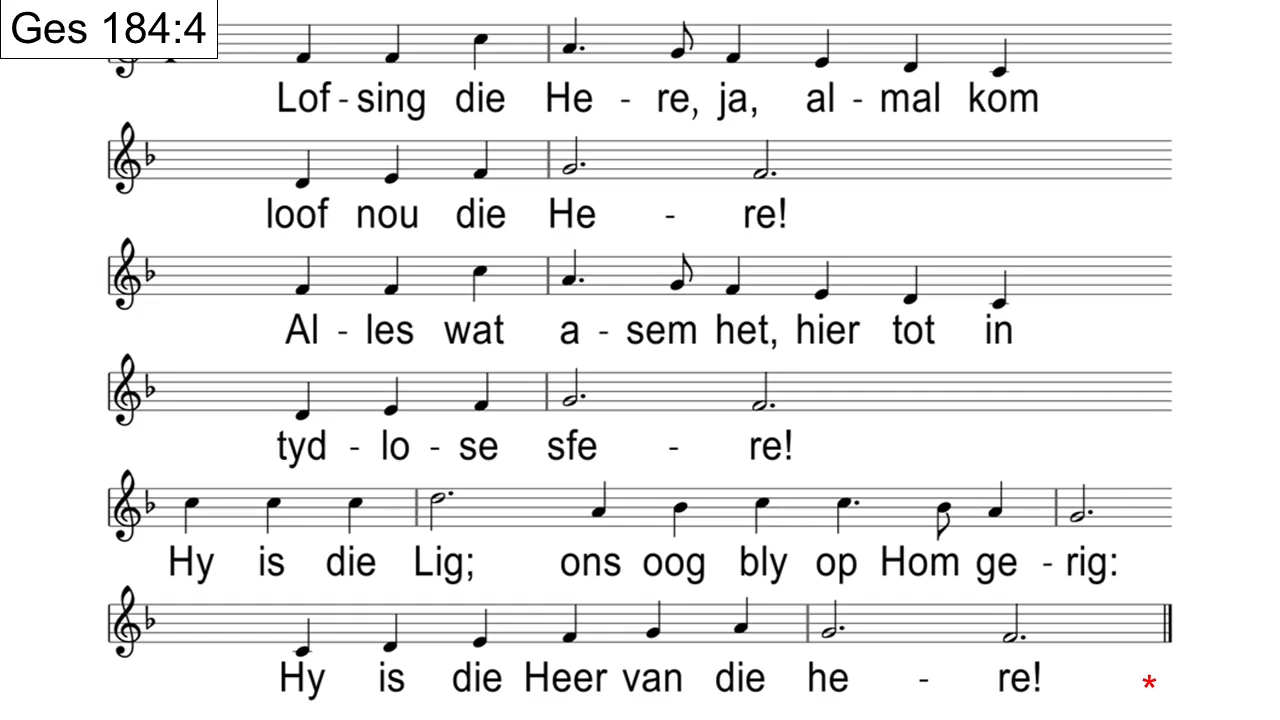 Ges 184:4
Lof - sing die He - re, ja, al - mal kom
loof nou die He - re!
Al - les wat a - sem het, hier tot in
tyd - lo - se sfe - re!
Hy is die Lig; ons oog bly op Hom ge - rig:
Hy is die Heer van die he - re! *